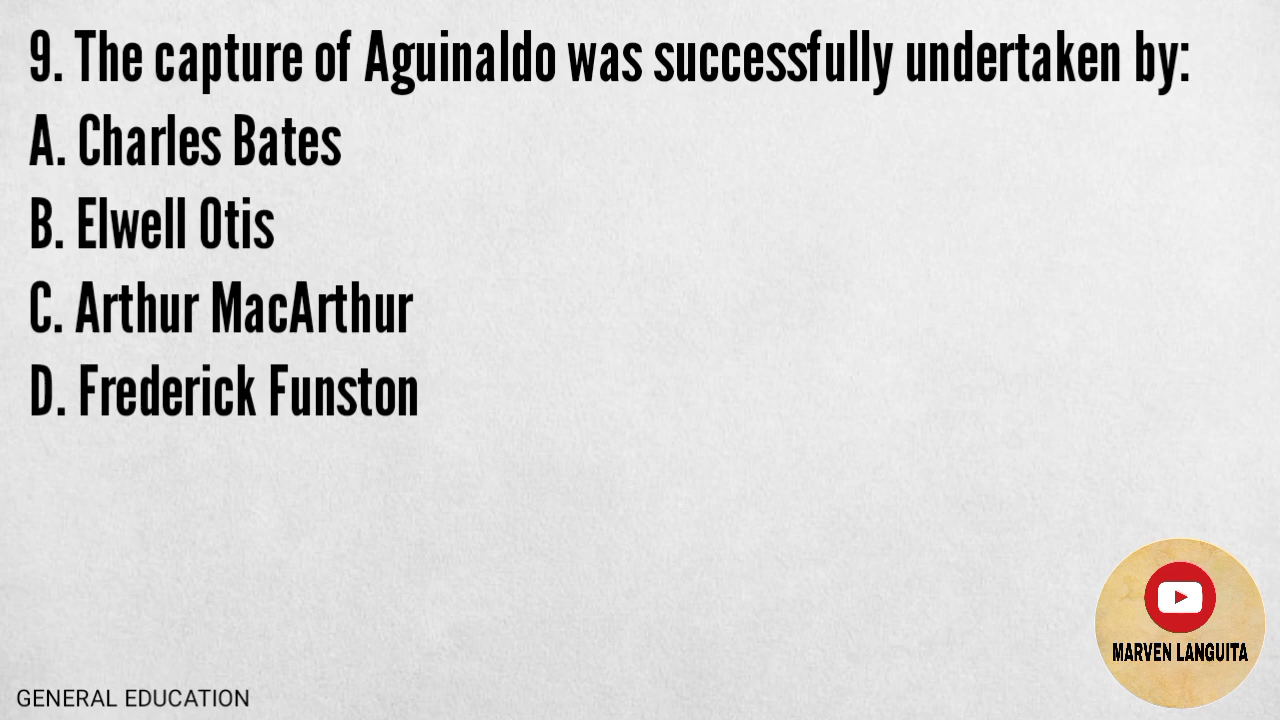 9. The capture of Aguinaldo was successfully undertaken by:
A. Charles Bates
B. Elwell Otis
C. Arthur MacArthur
D. Frederick Funston
MARVEN LANGUITA
GENERAL EDUCATION